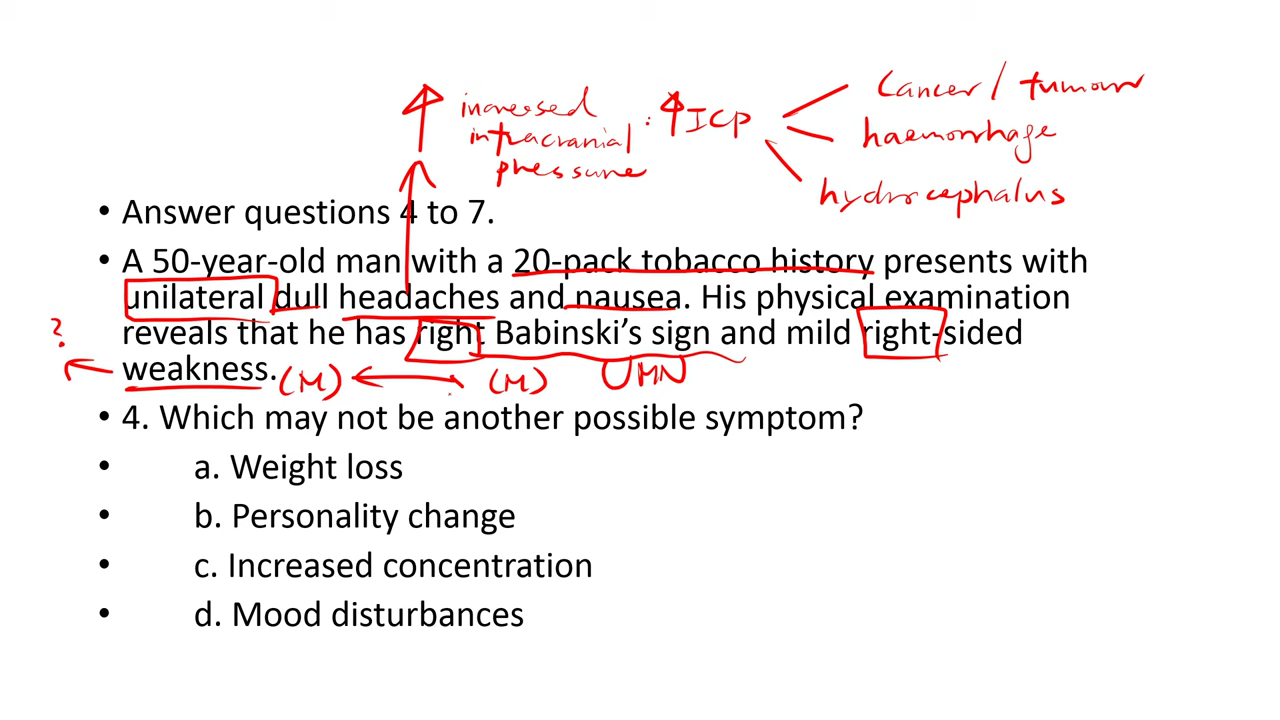 Cancer / tumour
increased
intracranial : ↑ICP
pressure
haemorrhage
hydrocephalus
• Answer questions 4 to 7.
• A 50-year-old man with a 20-pack tobacco history presents with
unilateral dull headaches and nausea. His physical examination
reveals that he has right Babinski's sign and mild right-sided
?
weakness. (M) ← (M) UMN
• 4. Which may not be another possible symptom?
• a. Weight loss
• b. Personality change
• c. Increased concentration
• d. Mood disturbances